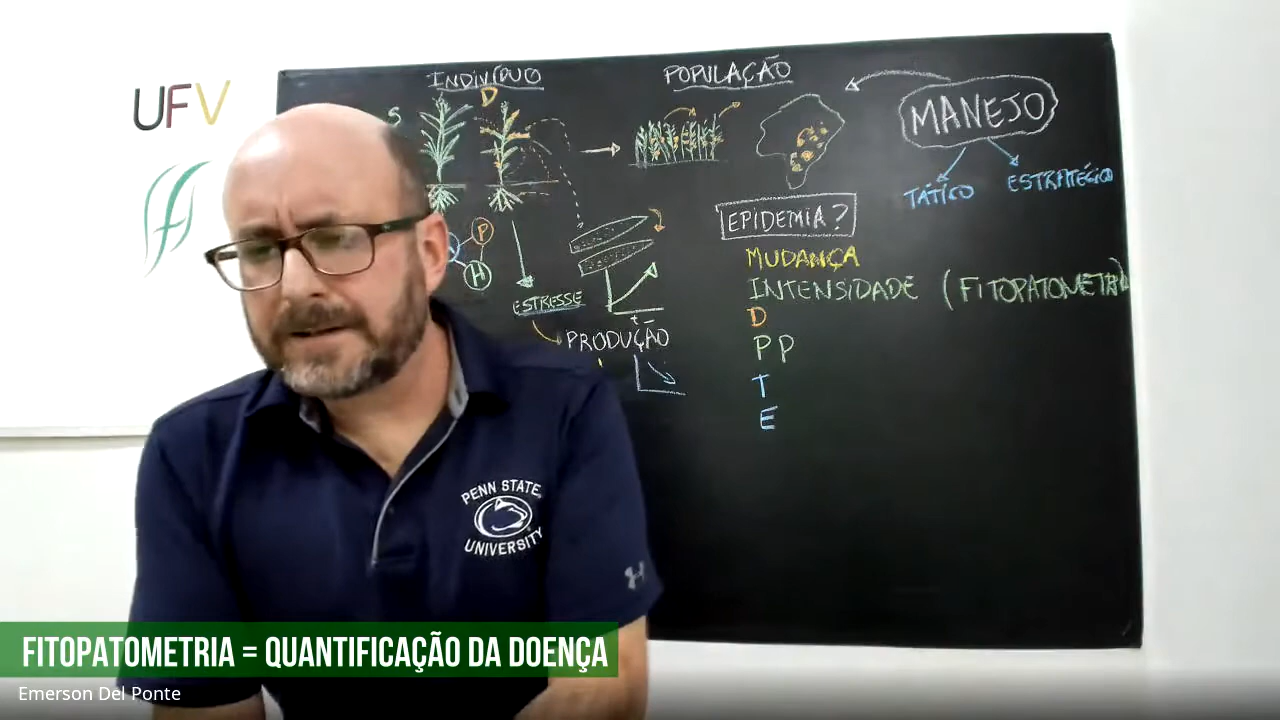 UFV
INDIVÍDUO
POPULAÇÃO
MANEJO
S
D
TÁTICO
ESTRATÉGICO
EPIDEMIA?
P
H
MUDANÇA
ESTRESSE
INTENSIDADE (FITOPATOMETRIA)
t
PRODUÇÃO
D
PP
T
E
PENN STATE
UNIVERSITY
FITOPATOMETRIA = QUANTIFICAÇÃO DA DOENÇA
Emerson Del Ponte